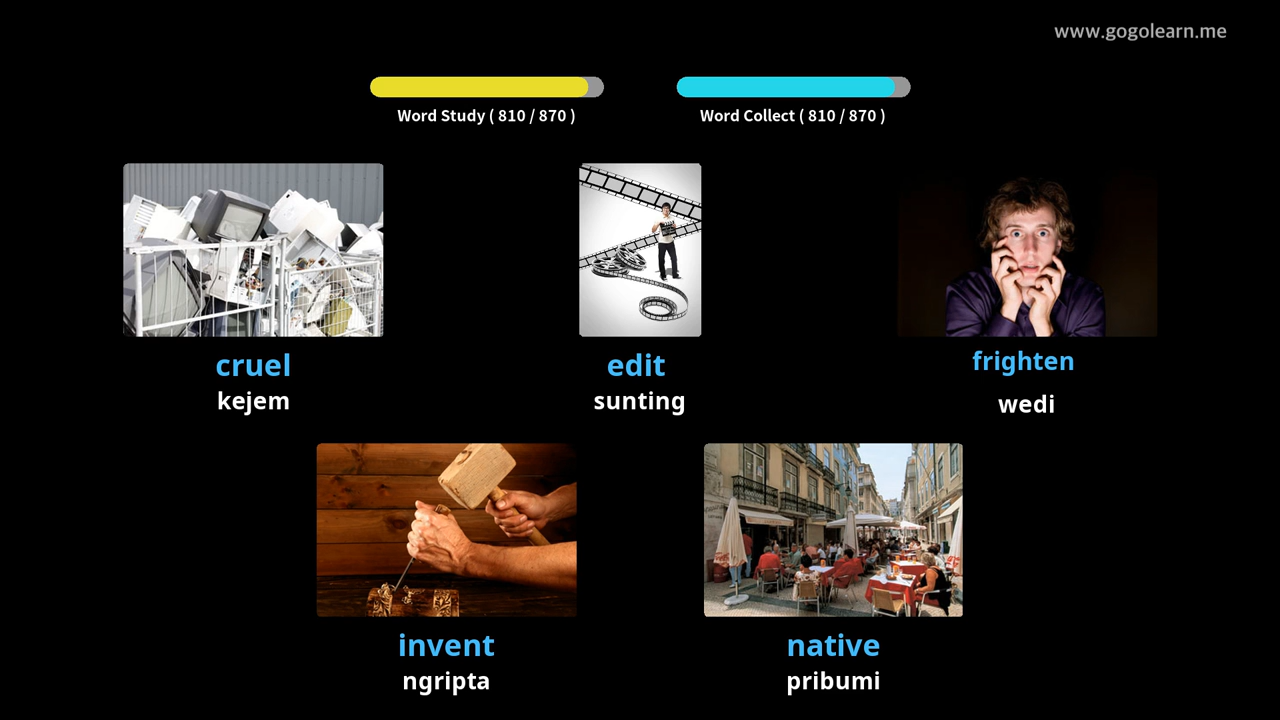 www.gogolearn.me
Word Study ( 810 / 870 )
Word Collect ( 810 / 870 )
cruel
kejem
edit
sunting
frighten
wedi
invent
ngripta
native
pribumi